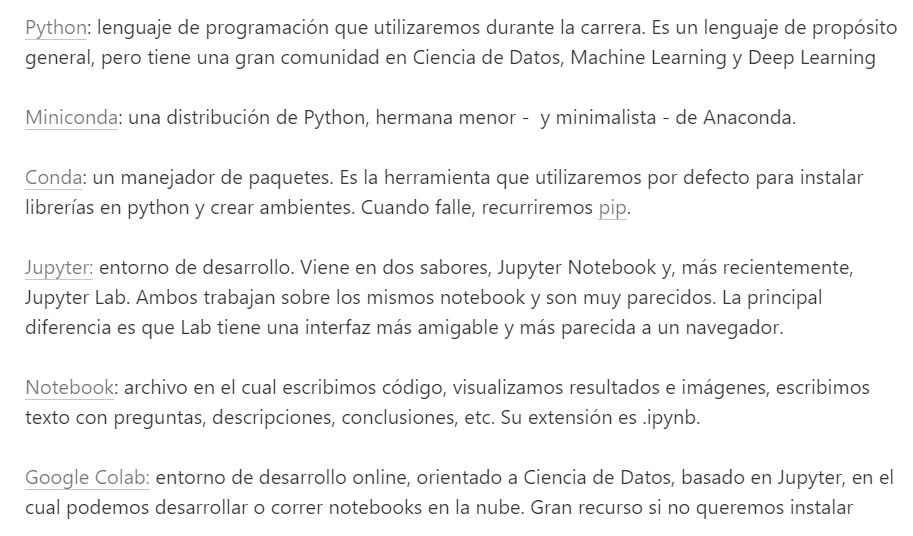 Python: lenguaje de programación que utilizaremos durante la carrera. Es un lenguaje de propósito
general, pero tiene una gran comunidad en Ciencia de Datos, Machine Learning y Deep Learning
Miniconda: una distribución de Python, hermana menor -  y minimalista - de Anaconda.
Conda: un manejador de paquetes. Es la herramienta que utilizaremos por defecto para instalar
librerías en python y crear ambientes. Cuando falle, recurriremos pip.
Jupyter: entorno de desarrollo. Viene en dos sabores, Jupyter Notebook y, más recientemente,
Jupyter Lab. Ambos trabajan sobre los mismos notebook y son muy parecidos. La principal
diferencia es que Lab tiene una interfaz más amigable y más parecida a un navegador.
Notebook: archivo en el cual escribimos código, visualizamos resultados e imágenes, escribimos
texto con preguntas, descripciones, conclusiones, etc. Su extensión es .ipynb.
Google Colab: entorno de desarrollo online, orientado a Ciencia de Datos, basado en Jupyter, en el
cual podemos desarrollar o correr notebooks en la nube. Gran recurso si no queremos instalar